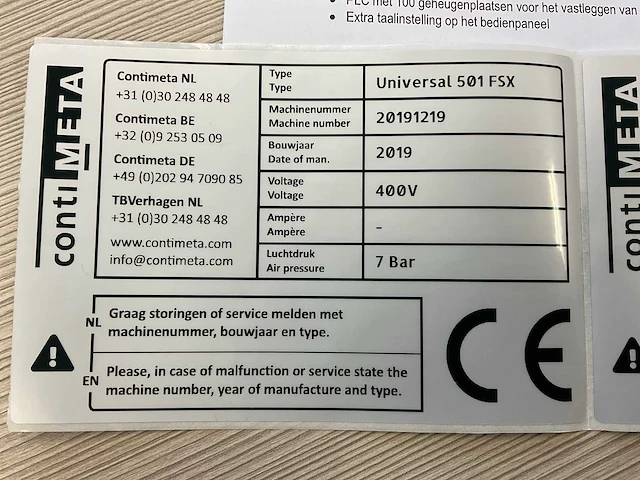 PLC met 100 geheugenplaatsen voor het vastleggen van
• Extra taalinstelling op het bedienpaneel
conti META
Contimeta NL
+31 (0)30 248 48 48
Contimeta BE
+32 (0)9 253 05 09
Contimeta DE
+49 (0)202 94 7090 85
TBVerhagen NL
+31 (0)30 248 48 48
www.contimeta.com
info@contimeta.com
Type
Type
Universal 501 FSX
Machinenummer
Machine number
20191219
Bouwjaar
Date of man.
2019
Voltage
Voltage
400V
Ampère
Ampère
-
Luchtdruk
Air pressure
7 Bar
NL
Graag storingen of service melden met
machinenummer, bouwjaar en type.
EN
Please, in case of malfunction or service state the
machine number, year of manufacture and type.
CE
conti META